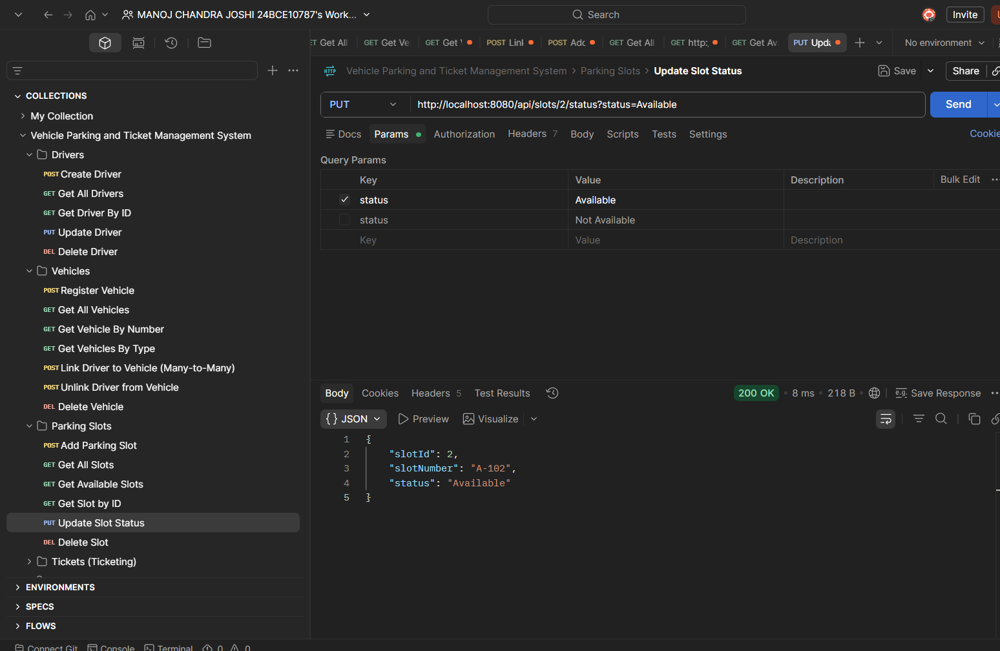 MANOJ CHANDRA JOSHI 24BCE10787's Work...
Search
Invite
Get All
GET Get Ve
GET Get
POST Link
POST Add
GET Get All
GET http:
GET Get Av
PUT Upda
No environment
Vehicle Parking and Ticket Management System > Parking Slots > Update Slot Status
Save
Share
COLLECTIONS
My Collection
Vehicle Parking and Ticket Management System
Drivers
POST Create Driver
GET Get All Drivers
GET Get Driver By ID
PUT Update Driver
DEL Delete Driver
Vehicles
POST Register Vehicle
GET Get All Vehicles
GET Get Vehicle By Number
GET Get Vehicles By Type
POST Link Driver to Vehicle (Many-to-Many)
POST Unlink Driver from Vehicle
DEL Delete Vehicle
Parking Slots
POST Add Parking Slot
GET Get All Slots
GET Get Available Slots
GET Get Slot by ID
PUT Update Slot Status
DEL Delete Slot
Tickets (Ticketing)
ENVIRONMENTS
SPECS
FLOWS
PUT
http://localhost:8080/api/slots/2/status?status=Available
Send
Docs
Params
Authorization
Headers 7
Body
Scripts
Tests
Settings
Cookie
Query Params
Key Value Description Bulk Edit
status Available
status Not Available
Key Value Description
Body
Cookies
Headers 5
Test Results
200 OK
8 ms
218 B
e.g. Save Response
{} JSON
Preview
Visualize
1 {
2 "slotId": 2,
3 "slotNumber": "A-102",
4 "status": "Available"
5 }
Connect Git
Console
Terminal
0
0